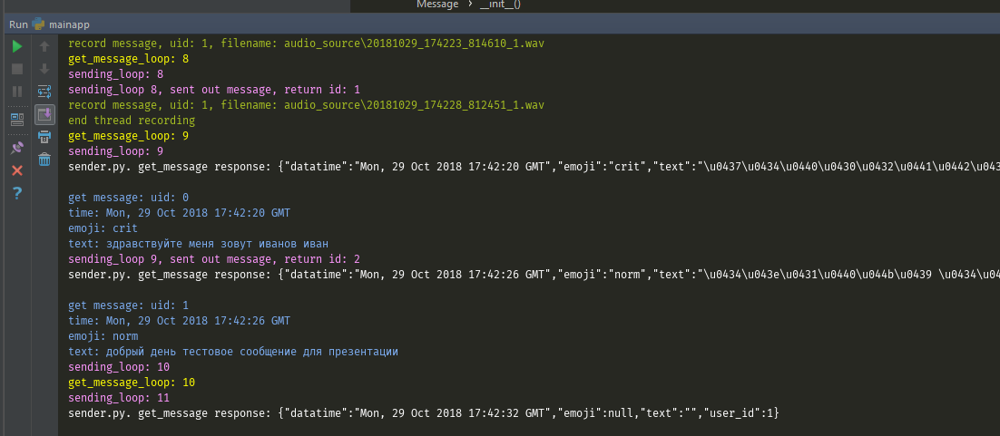 Message › __init__()
Run mainapp
record message, uid: 1, filename: audio_source\20181029_174223_814610_1.wav
get_message_loop: 8
sending_loop: 8
sending_loop 8, sent out message, return id: 1
record message, uid: 1, filename: audio_source\20181029_174228_812451_1.wav
end thread recording
get_message_loop: 9
sending_loop: 9
sender.py. get_message response: {"datatime":"Mon, 29 Oct 2018 17:42:20 GMT","emoji":"crit","text":"\u0437\u0434\u0440\u0430\u0432\u0441\u0442\u043
get message: uid: 0
time: Mon, 29 Oct 2018 17:42:20 GMT
emoji: crit
text: здравствуйте меня зовут иванов иван
sending_loop 9, sent out message, return id: 2
sender.py. get_message response: {"datatime":"Mon, 29 Oct 2018 17:42:26 GMT","emoji":"norm","text":"\u0434\u043e\u0431\u0440\u044b\u0439 \u0434\u04
get message: uid: 1
time: Mon, 29 Oct 2018 17:42:26 GMT
emoji: norm
text: добрый день тестовое сообщение для презентации
sending_loop: 10
get_message_loop: 10
sending_loop: 11
sender.py. get_message response: {"datatime":"Mon, 29 Oct 2018 17:42:32 GMT","emoji":null,"text":"","user_id":1}